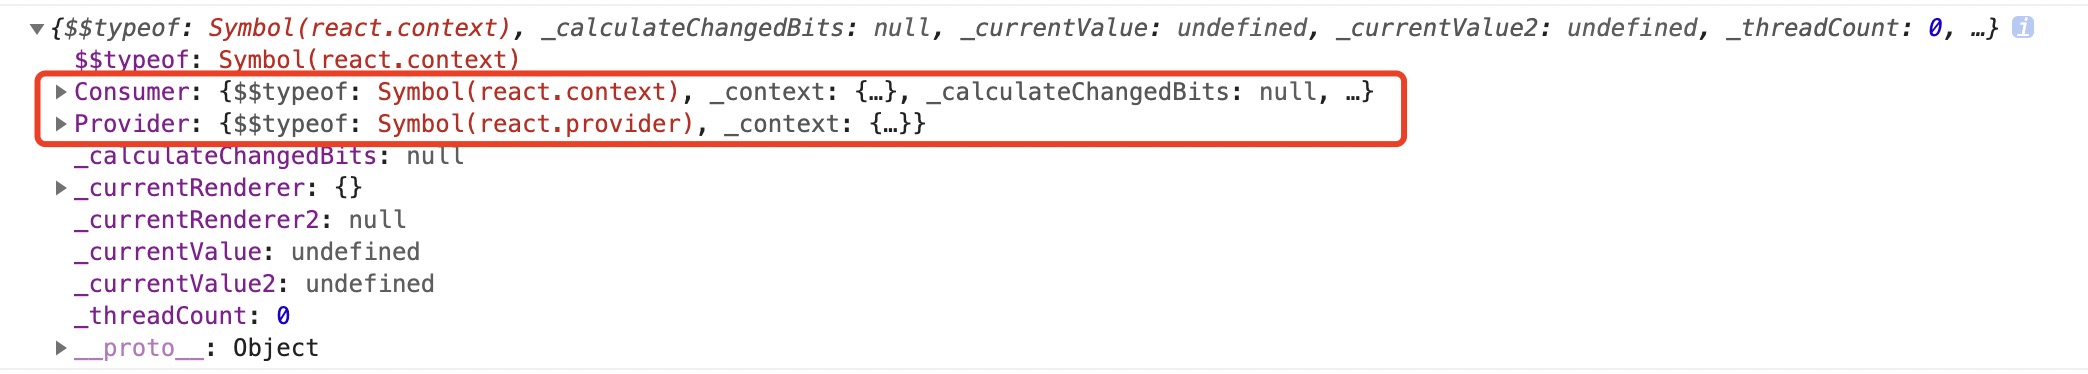 ▼{$$typeof: Symbol(react.context), _calculateChangedBits: null, _currentValue: undefined, _currentValue2: undefined, _threadCount: 0, …} i
$$typeof: Symbol(react.context)
▶Consumer: {$$typeof: Symbol(react.context), _context: {…}, _calculateChangedBits: null, …}
▶Provider: {$$typeof: Symbol(react.provider), _context: {…}}
_calculateChangedBits: null
▶_currentRenderer: {}
_currentRenderer2: null
_currentValue: undefined
_currentValue2: undefined
_threadCount: 0
▶__proto__: Object